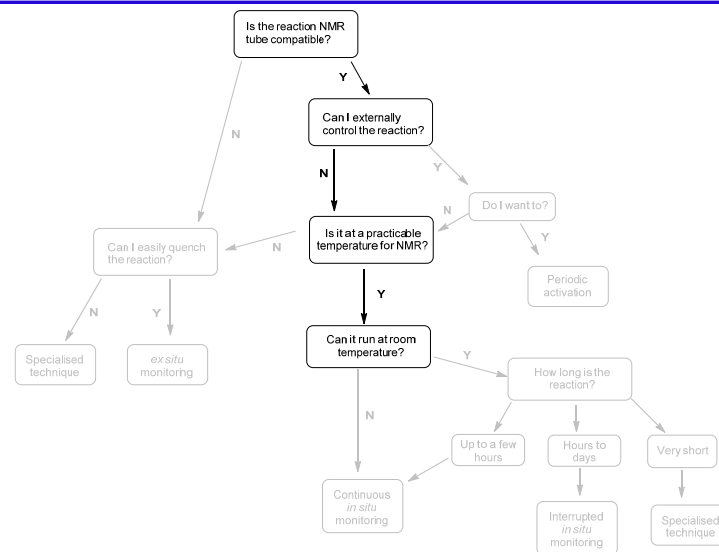 Is the reaction NMR
tube compatible?
Y
Can I externally
control the reaction?
N
N
Y
Do I want to?
N
Is it at a practicable
temperature for NMR?
Can I easily quench
the reaction?
N
Y
Periodic
activation
Y
N
Y
Can it run at room
temperature?
Specialised
technique
ex situ
monitoring
Y
How long is the
reaction?
N
Up to a few
hours
Hours to
days
Very short
Continuous
in situ
monitoring
Interrupted
in situ
monitoring
Specialised
technique